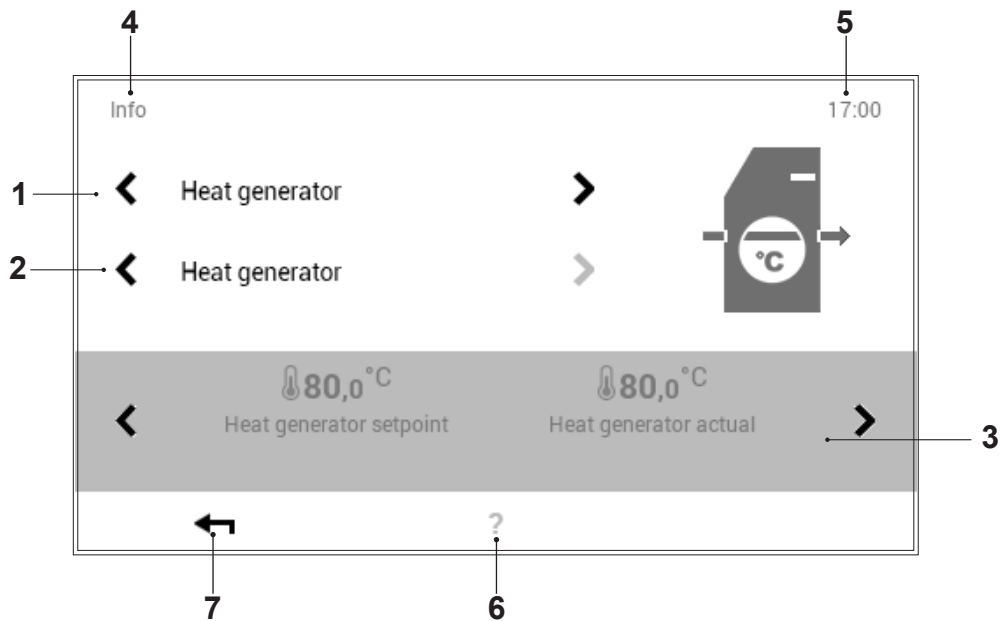 4 5
Info 17:00
1 Heat generator
°C
2 Heat generator
80,0°C 80,0°C
Heat generator setpoint Heat generator actual
3
?
7 6